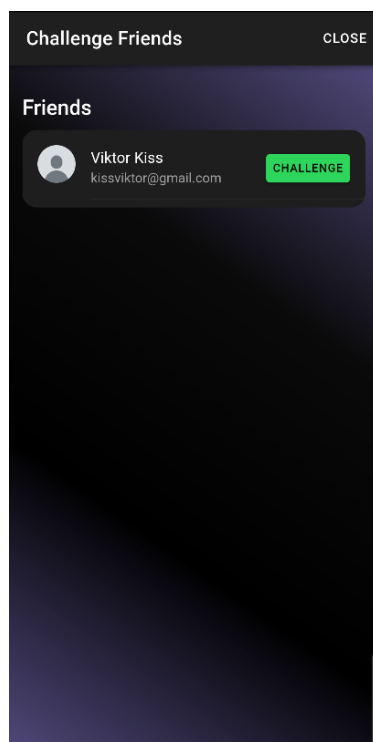 Challenge Friends CLOSE
Friends
Viktor Kiss
kissviktor@gmail.com
CHALLENGE